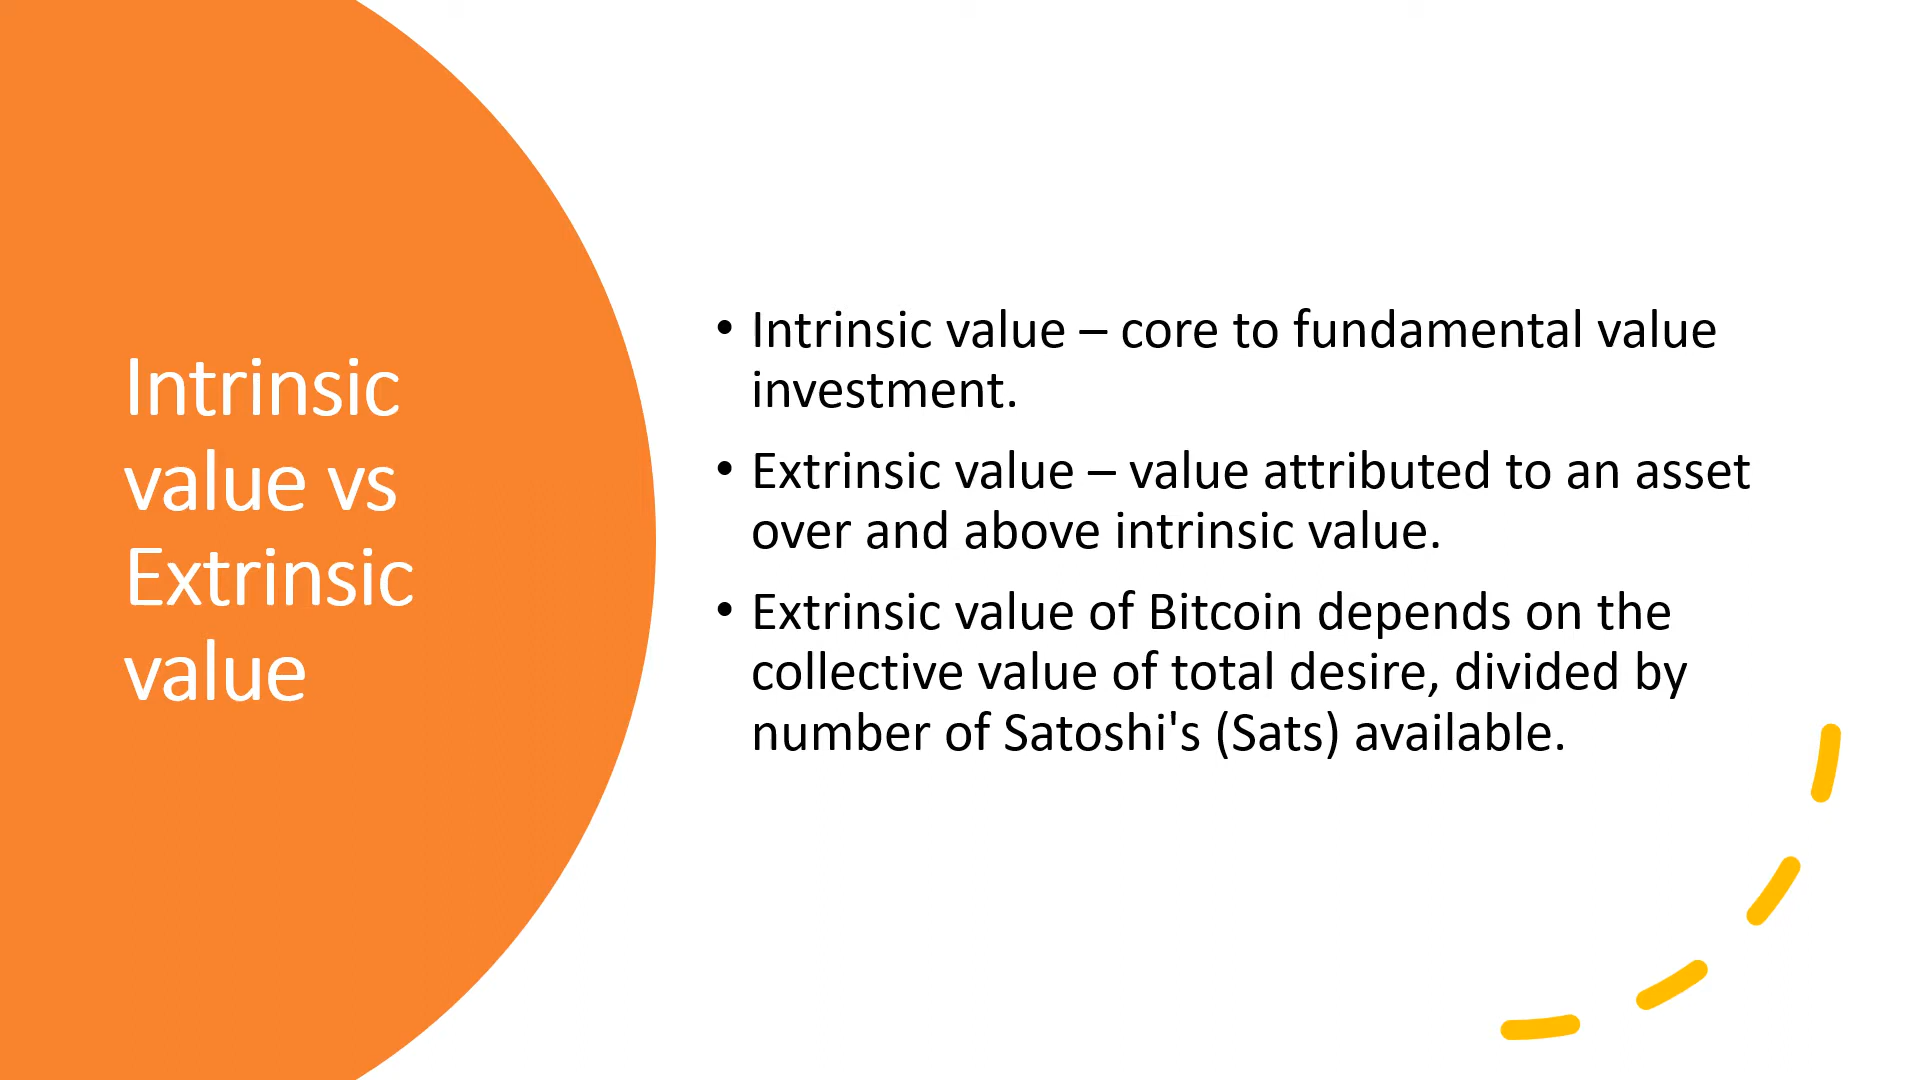 Intrinsic
value vs
Extrinsic
value
• Intrinsic value – core to fundamental value
investment.
• Extrinsic value – value attributed to an asset
over and above intrinsic value.
• Extrinsic value of Bitcoin depends on the
collective value of total desire, divided by
number of Satoshi's (Sats) available.